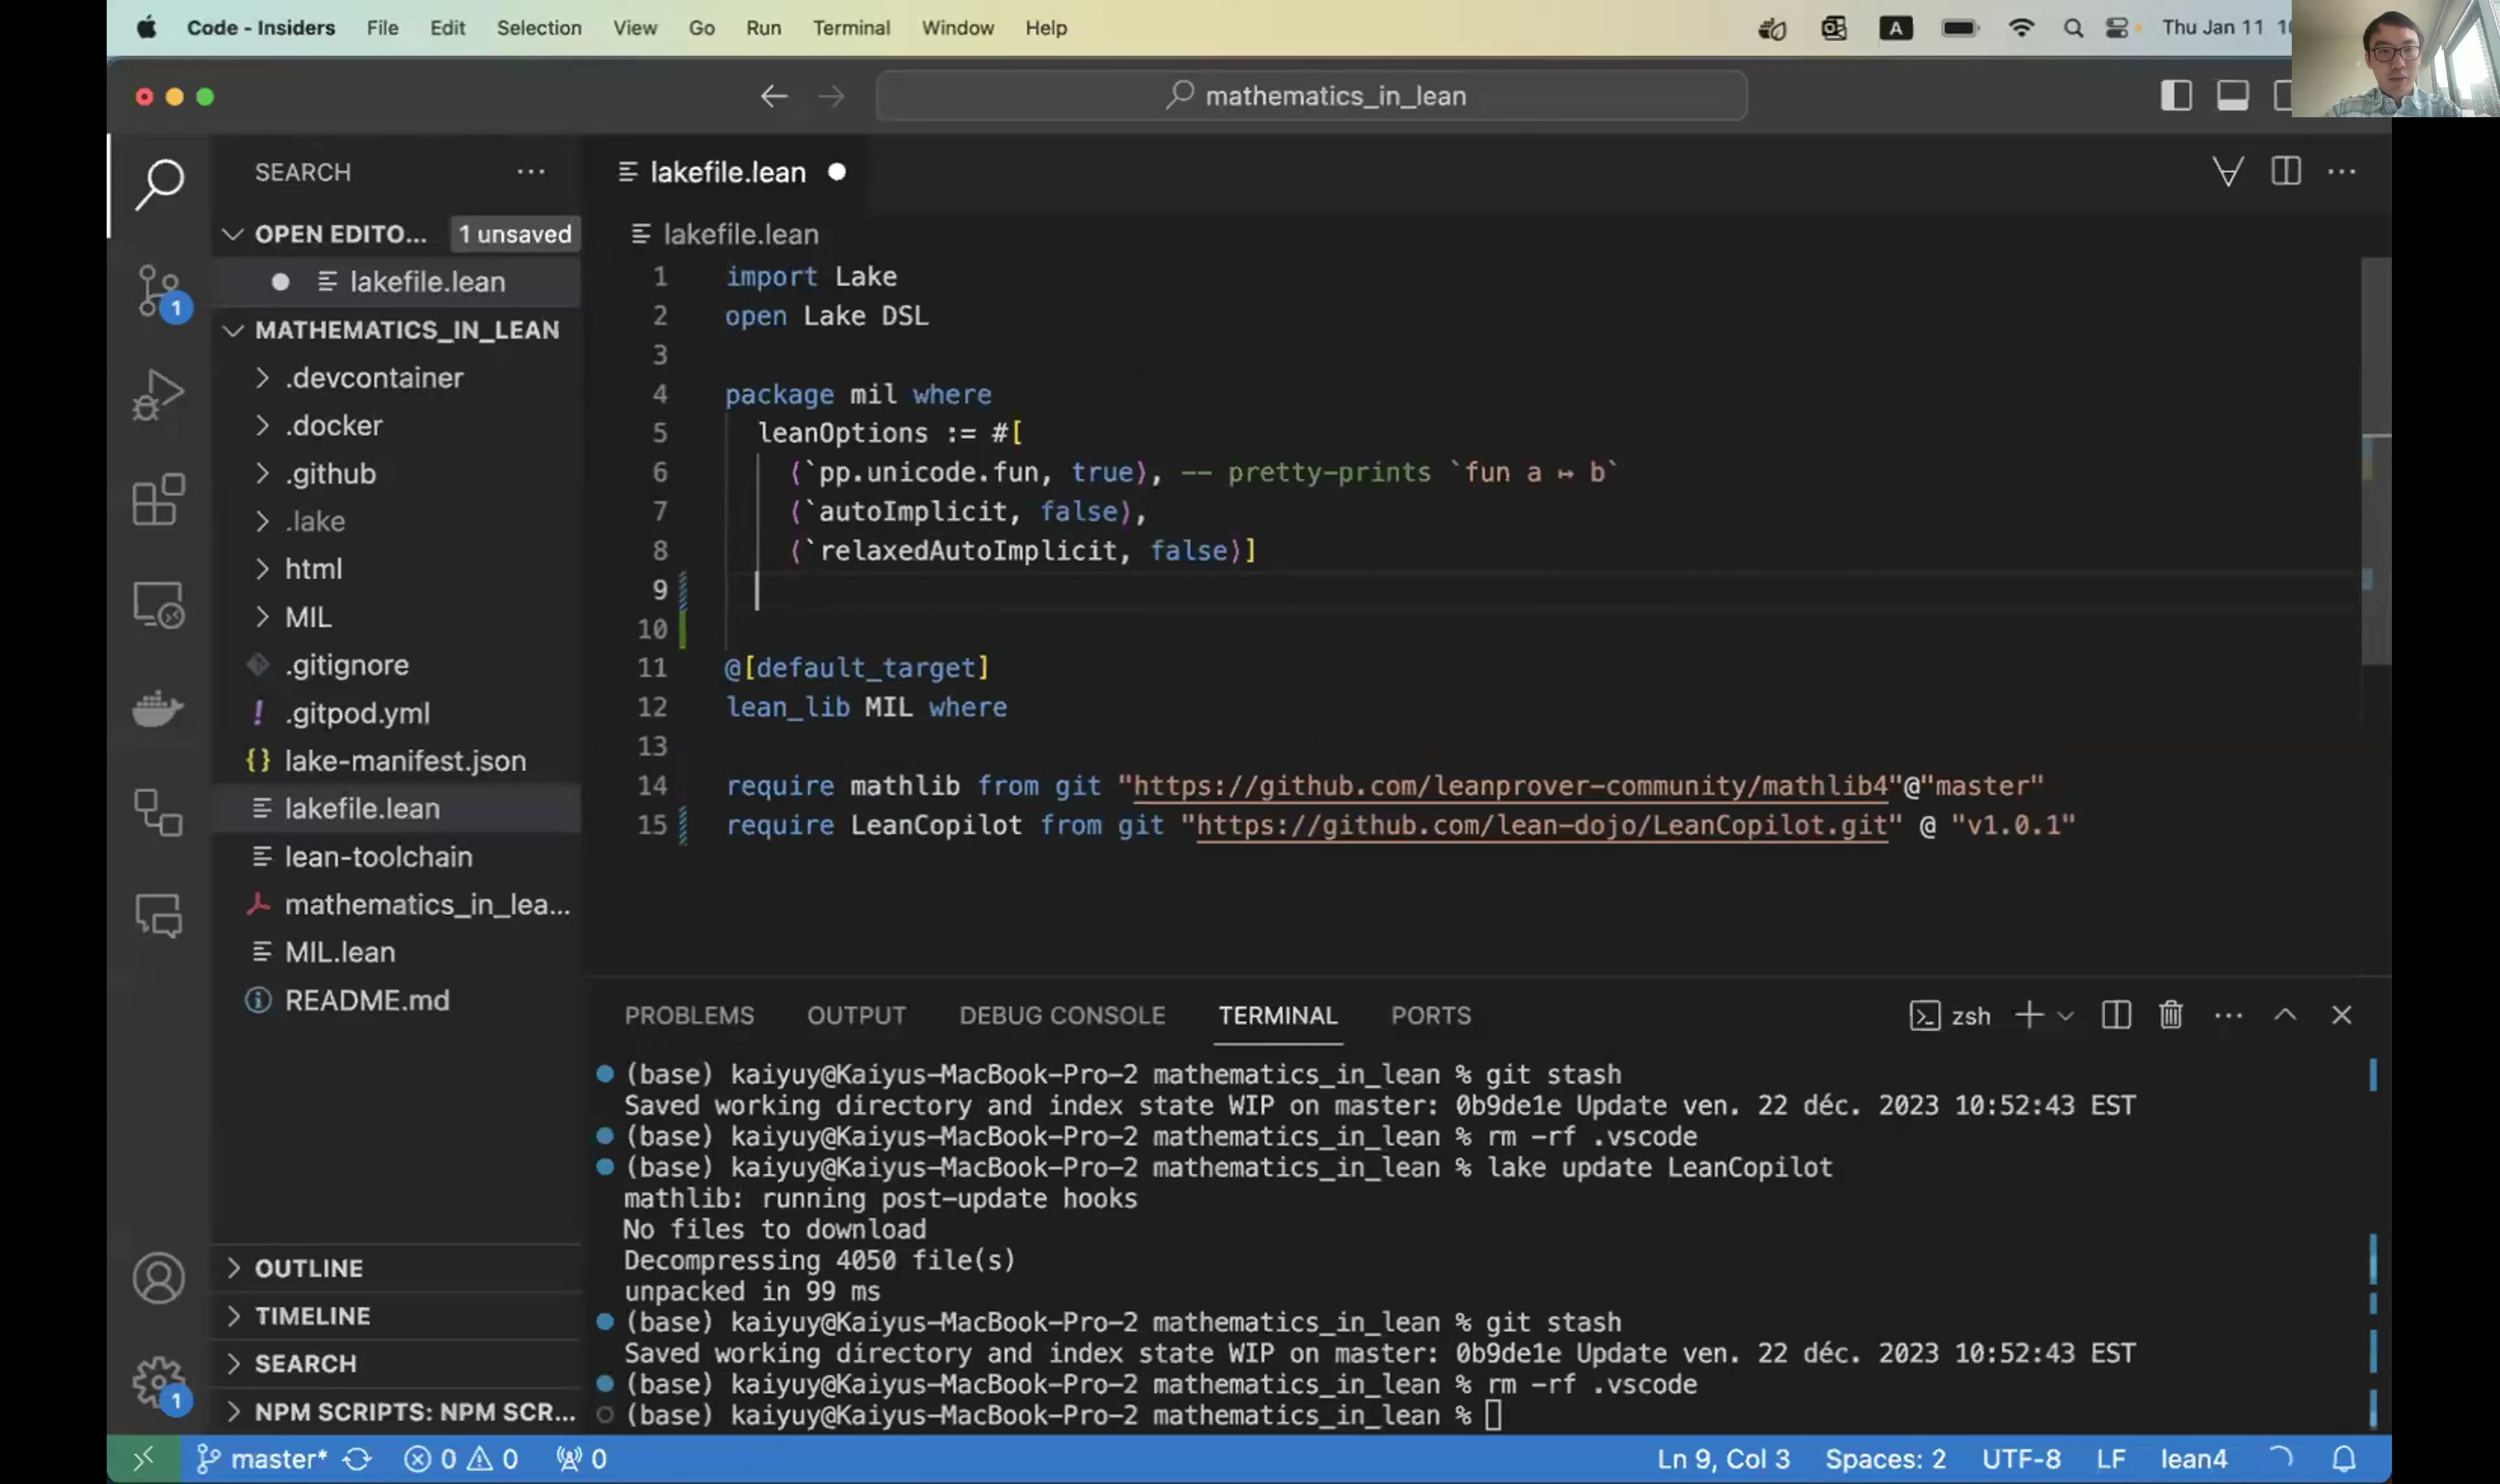 Code - Insiders File Edit Selection View Go Run Terminal Window Help A Thu Jan 11
mathematics_in_lean
SEARCH
OPEN EDITO... 1 unsaved
lakefile.lean
MATHEMATICS_IN_LEAN
.devcontainer
.docker
.github
.lake
html
MIL
.gitignore
.gitpod.yml
lake-manifest.json
lakefile.lean
lean-toolchain
mathematics_in_lea...
MIL.lean
README.md
OUTLINE
TIMELINE
SEARCH
NPM SCRIPTS: NPM SCR...
lakefile.lean
lakefile.lean
1 import Lake
2 open Lake DSL
3
4 package mil where
5 leanOptions := #[
6 ⟨`pp.unicode.fun, true⟩, -- pretty-prints `fun a ↦ b`
7 ⟨`autoImplicit, false⟩,
8 ⟨`relaxedAutoImplicit, false⟩]
9
10
11 @[default_target]
12 lean_lib MIL where
13
14 require mathlib from git "https://github.com/leanprover-community/mathlib4"@"master"
15 require LeanCopilot from git "https://github.com/lean-dojo/LeanCopilot.git" @ "v1.0.1"
PROBLEMS OUTPUT DEBUG CONSOLE TERMINAL PORTS zsh
(base) kaiyuy@Kaiyus-MacBook-Pro-2 mathematics_in_lean % git stash
Saved working directory and index state WIP on master: 0b9de1e Update ven. 22 déc. 2023 10:52:43 EST
(base) kaiyuy@Kaiyus-MacBook-Pro-2 mathematics_in_lean % rm -rf .vscode
(base) kaiyuy@Kaiyus-MacBook-Pro-2 mathematics_in_lean % lake update LeanCopilot
mathlib: running post-update hooks
No files to download
Decompressing 4050 file(s)
unpacked in 99 ms
(base) kaiyuy@Kaiyus-MacBook-Pro-2 mathematics_in_lean % git stash
Saved working directory and index state WIP on master: 0b9de1e Update ven. 22 déc. 2023 10:52:43 EST
(base) kaiyuy@Kaiyus-MacBook-Pro-2 mathematics_in_lean % rm -rf .vscode
(base) kaiyuy@Kaiyus-MacBook-Pro-2 mathematics_in_lean %
1
1
master* 0 0 0 Ln 9, Col 3 Spaces: 2 UTF-8 LF lean4